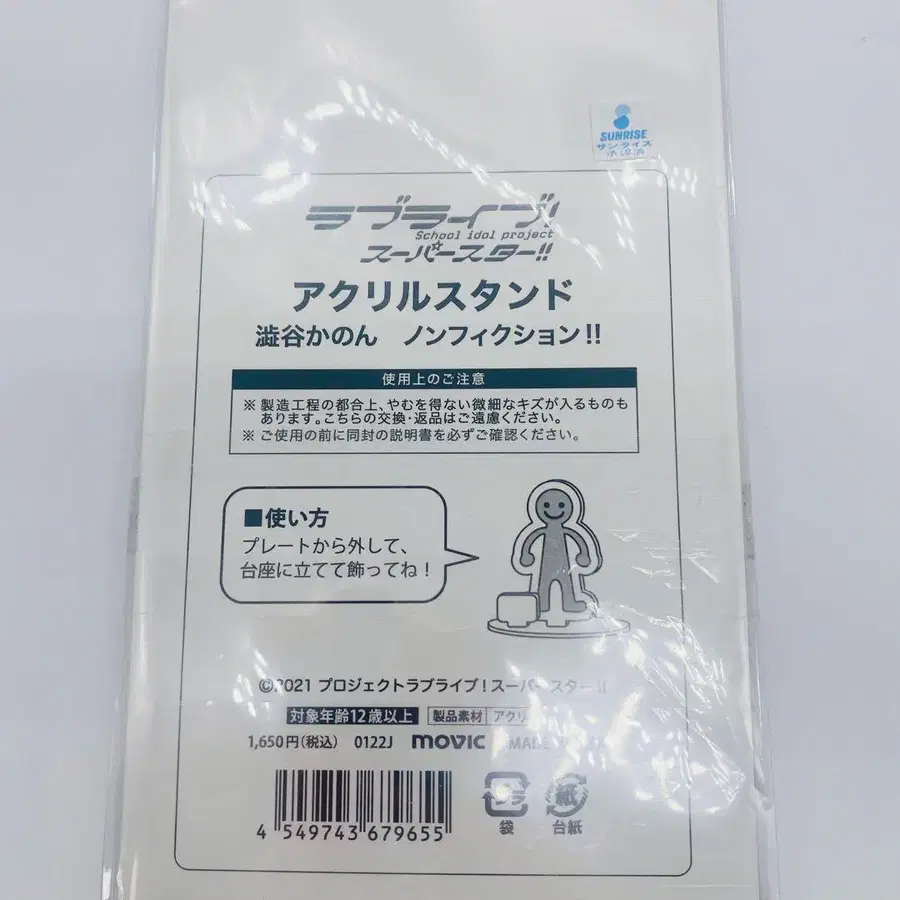 SUNRISE
サンライズ
ラブライブ!
School idol project
スーパースター!!
アクリルスタンド
澁谷かのん ノンフィクション!!
使用上のご注意
※ 製造工程の都合上、やむを得ない微細なキズが入るものも
あります。こちらの交換・返品はご遠慮ください。
※ ご使用の前に同封の説明書を必ずご確認ください。
■使い方
プレートから外して、
台座に立てて飾ってね!
©2021 プロジェクトラブライブ!スーパースター!!
対象年齢12歳以上 製品素材 アクリ
1,650円(税込) 0122J movic MADE
4 549743 679655
プラ 紙
袋 台紙